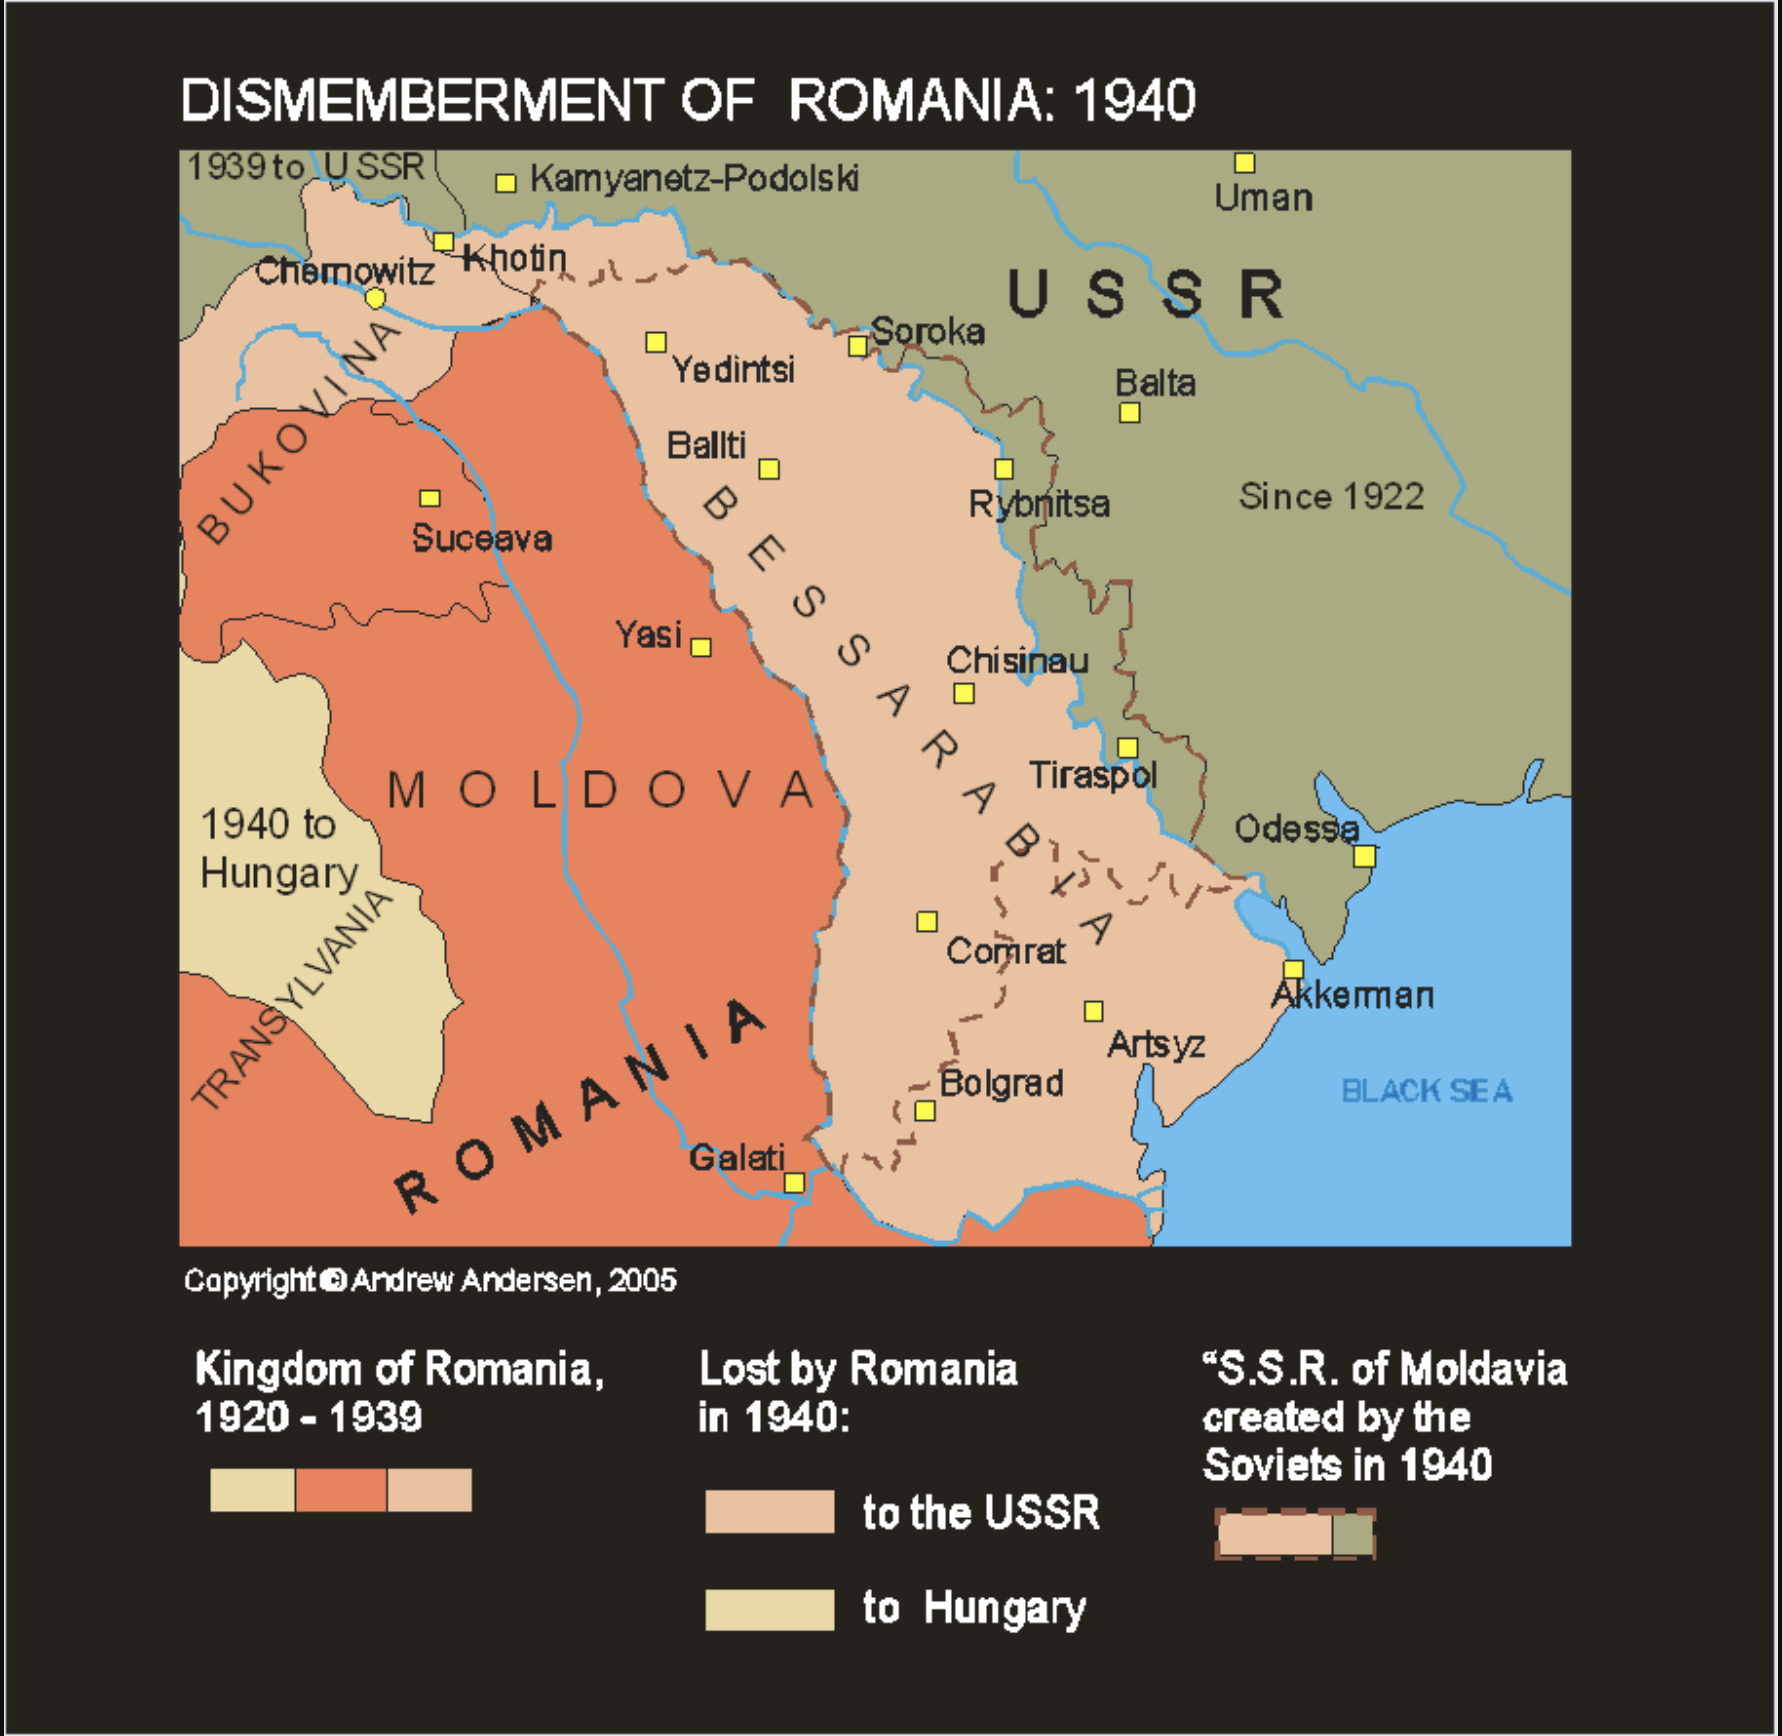 DISMEMBERMENT OF ROMANIA: 1940
1939 to USSR
Kamyanetz-Podolski
Uman
Khotin
Chernowitz
USSR
Soroka
Yedintsi
Balta
BUKOVINA
Ballti
Rybnitsa
Since 1922
Suceava
BESSARABIA
Yasi
Chisinau
MOLDOVA
Tiraspol
1940 to
Hungary
Odessa
TRANSYLVANIA
Comrat
Akkerman
ROMANIA
Artsyz
Bolgrad
BLACK SEA
Galati
Copyright © Andrew Andersen, 2005
Kingdom of Romania,
1920 - 1939
Lost by Romania
in 1940:
to the USSR
to Hungary
“S.S.R. of Moldavia
created by the
Soviets in 1940